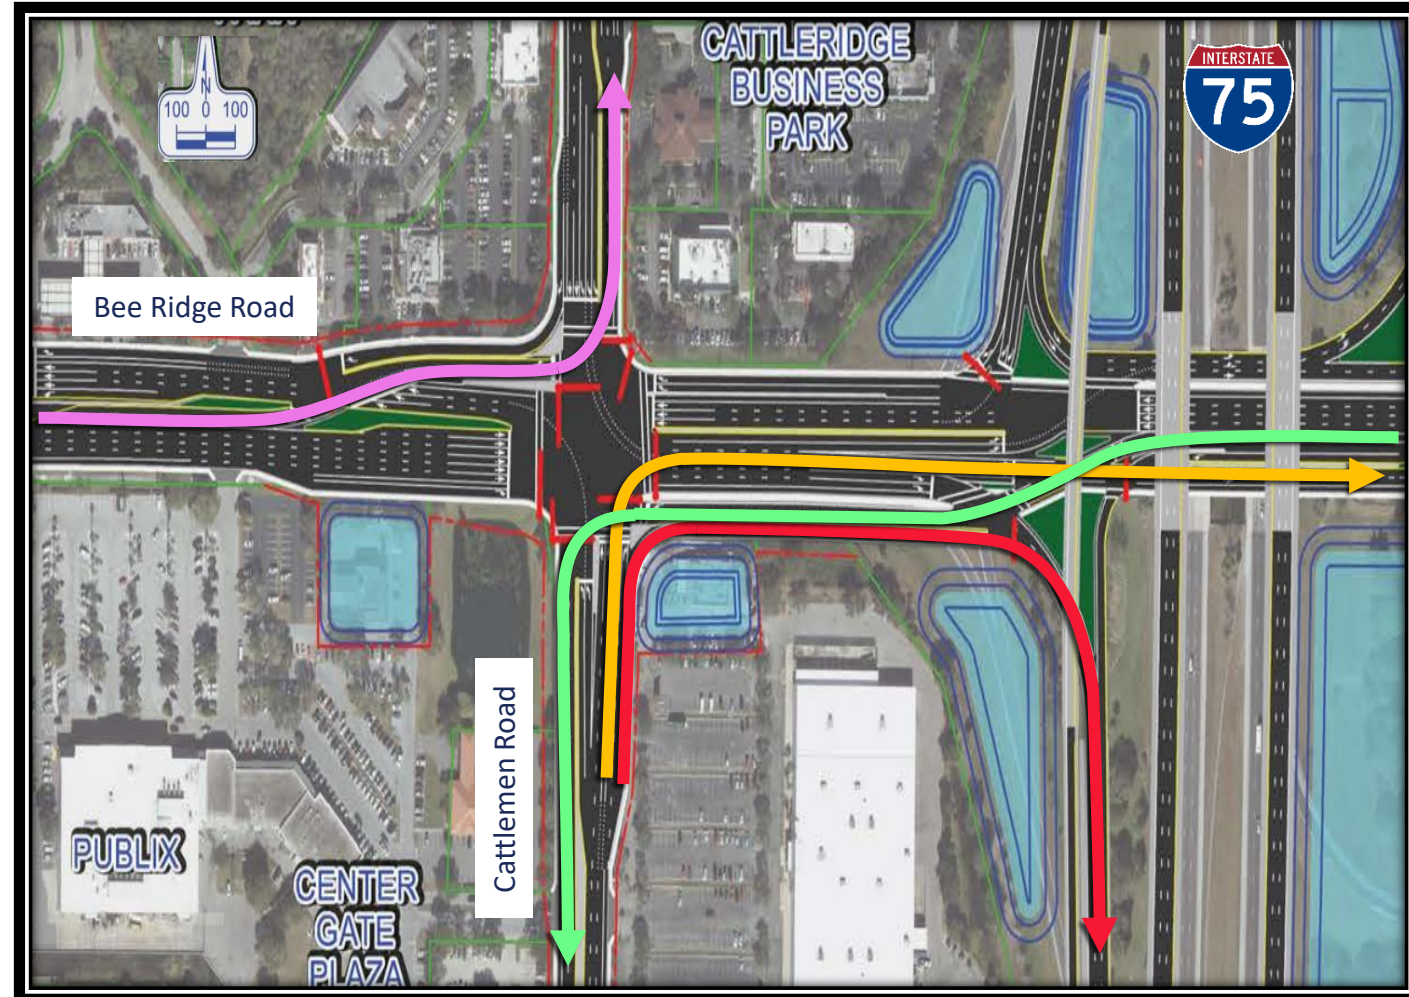 CATTLERIDGE
BUSINESS
PARK
INTERSTATE
75
N
100 0 100
Bee Ridge Road
Cattlemen Road
PUBLIX
CENTER
GATE
PLAZA